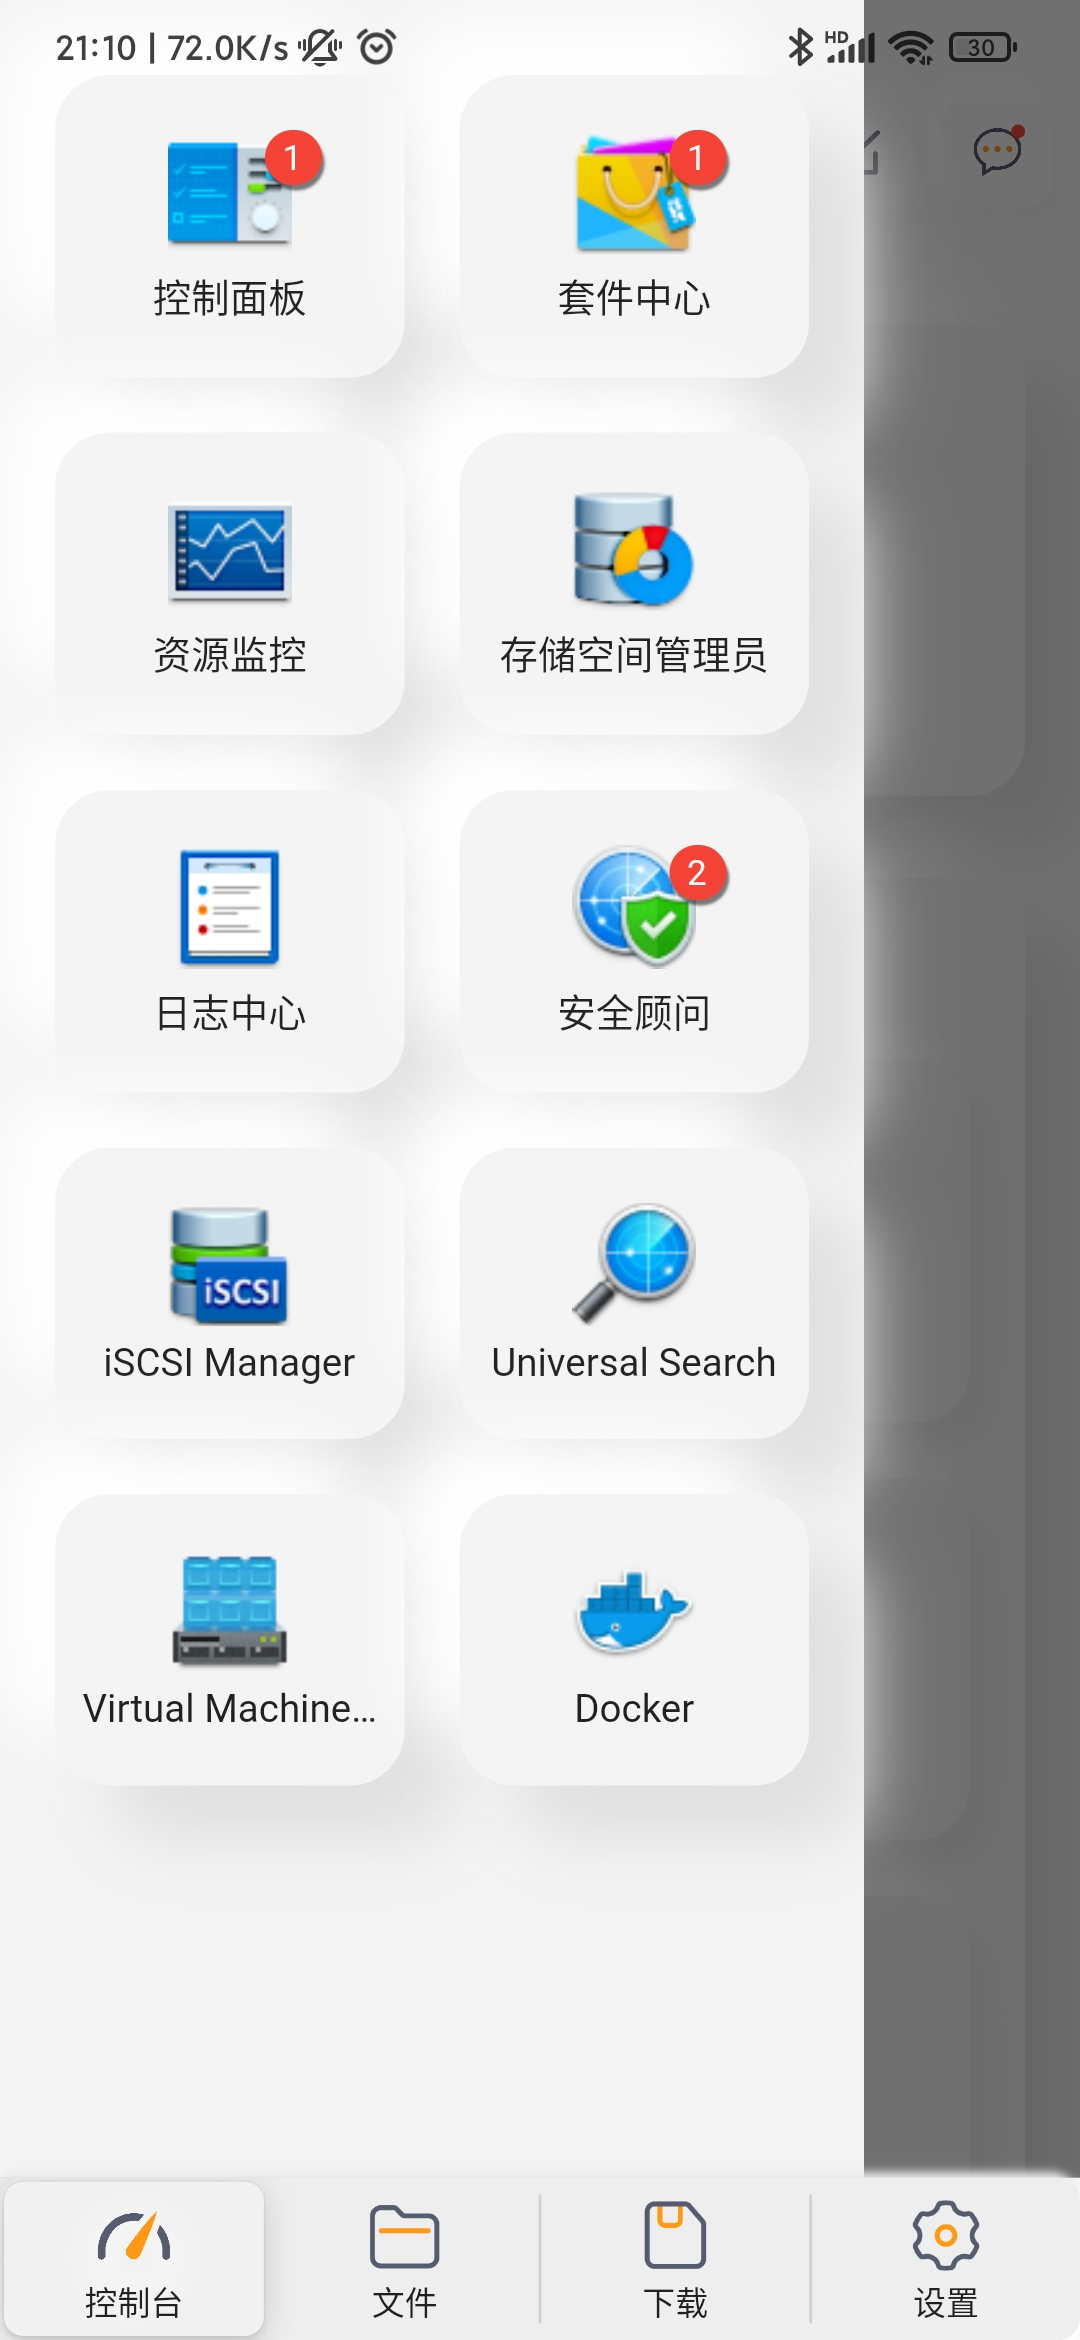 21:10 | 72.0K/s
HD
30
1
1
控制面板
套件中心
资源监控
存储空间管理员
2
日志中心
安全顾问
iSCSI
iSCSI Manager
Universal Search
Virtual Machine...
Docker
控制台
文件
下载
设置